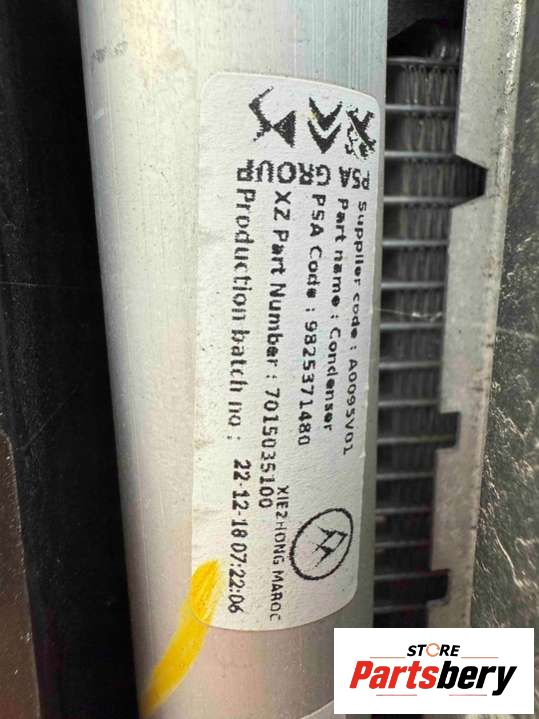 PSA GROUP
Supplier code : A0095V01
Part name : Condenser
PSA Code : 9825371480
XZ Part Number : 7015035100
Production batch no : 22-12-18 07:22:06
XIEZHONG MAROC
STORE
Partsbery